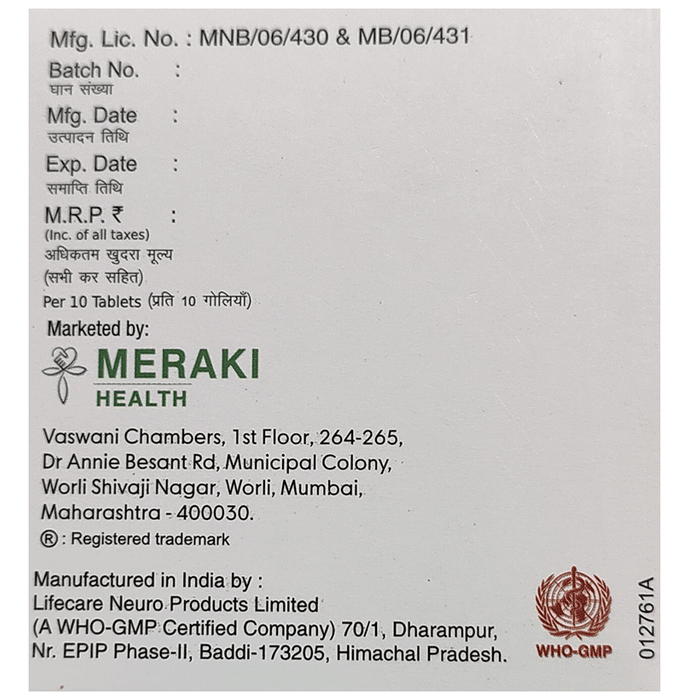 Mfg. Lic. No. : MNB/06/430 & MB/06/431
Batch No. :
घान संख्या
Mfg. Date :
उत्पादन तिथि
Exp. Date :
समाप्ति तिथि
M.R.P. ₹ :
(Inc. of all taxes)
अधिकतम खुदरा मूल्य
(सभी कर सहित)
Per 10 Tablets (प्रति 10 गोलियाँ)
Marketed by:
MERAKI
HEALTH
Vaswani Chambers, 1st Floor, 264-265,
Dr Annie Besant Rd, Municipal Colony,
Worli Shivaji Nagar, Worli, Mumbai,
Maharashtra - 400030.
® : Registered trademark
Manufactured in India by :
Lifecare Neuro Products Limited
(A WHO-GMP Certified Company) 70/1, Dharampur,
Nr. EPIP Phase-II, Baddi-173205, Himachal Pradesh.
WHO-GMP
012761A